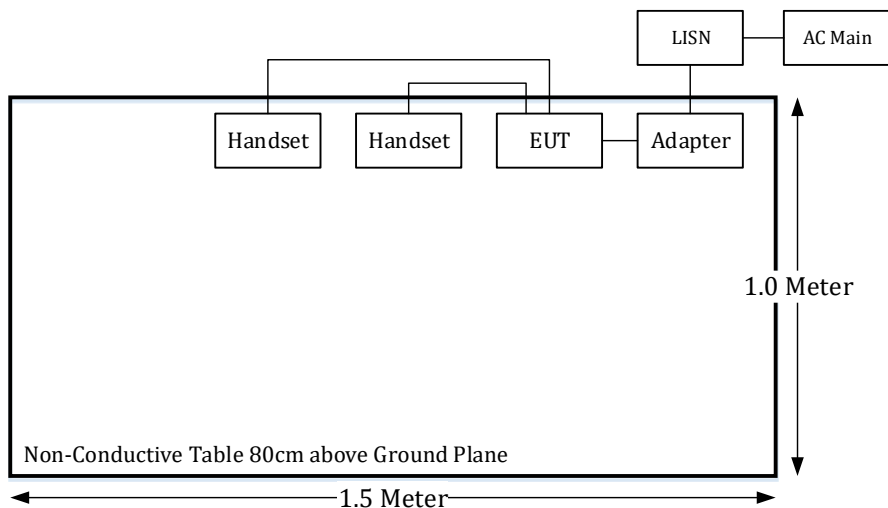 LISN
AC Main
Handset
Handset
EUT
Adapter
1.0 Meter
Non-Conductive Table 80cm above Ground Plane
1.5 Meter